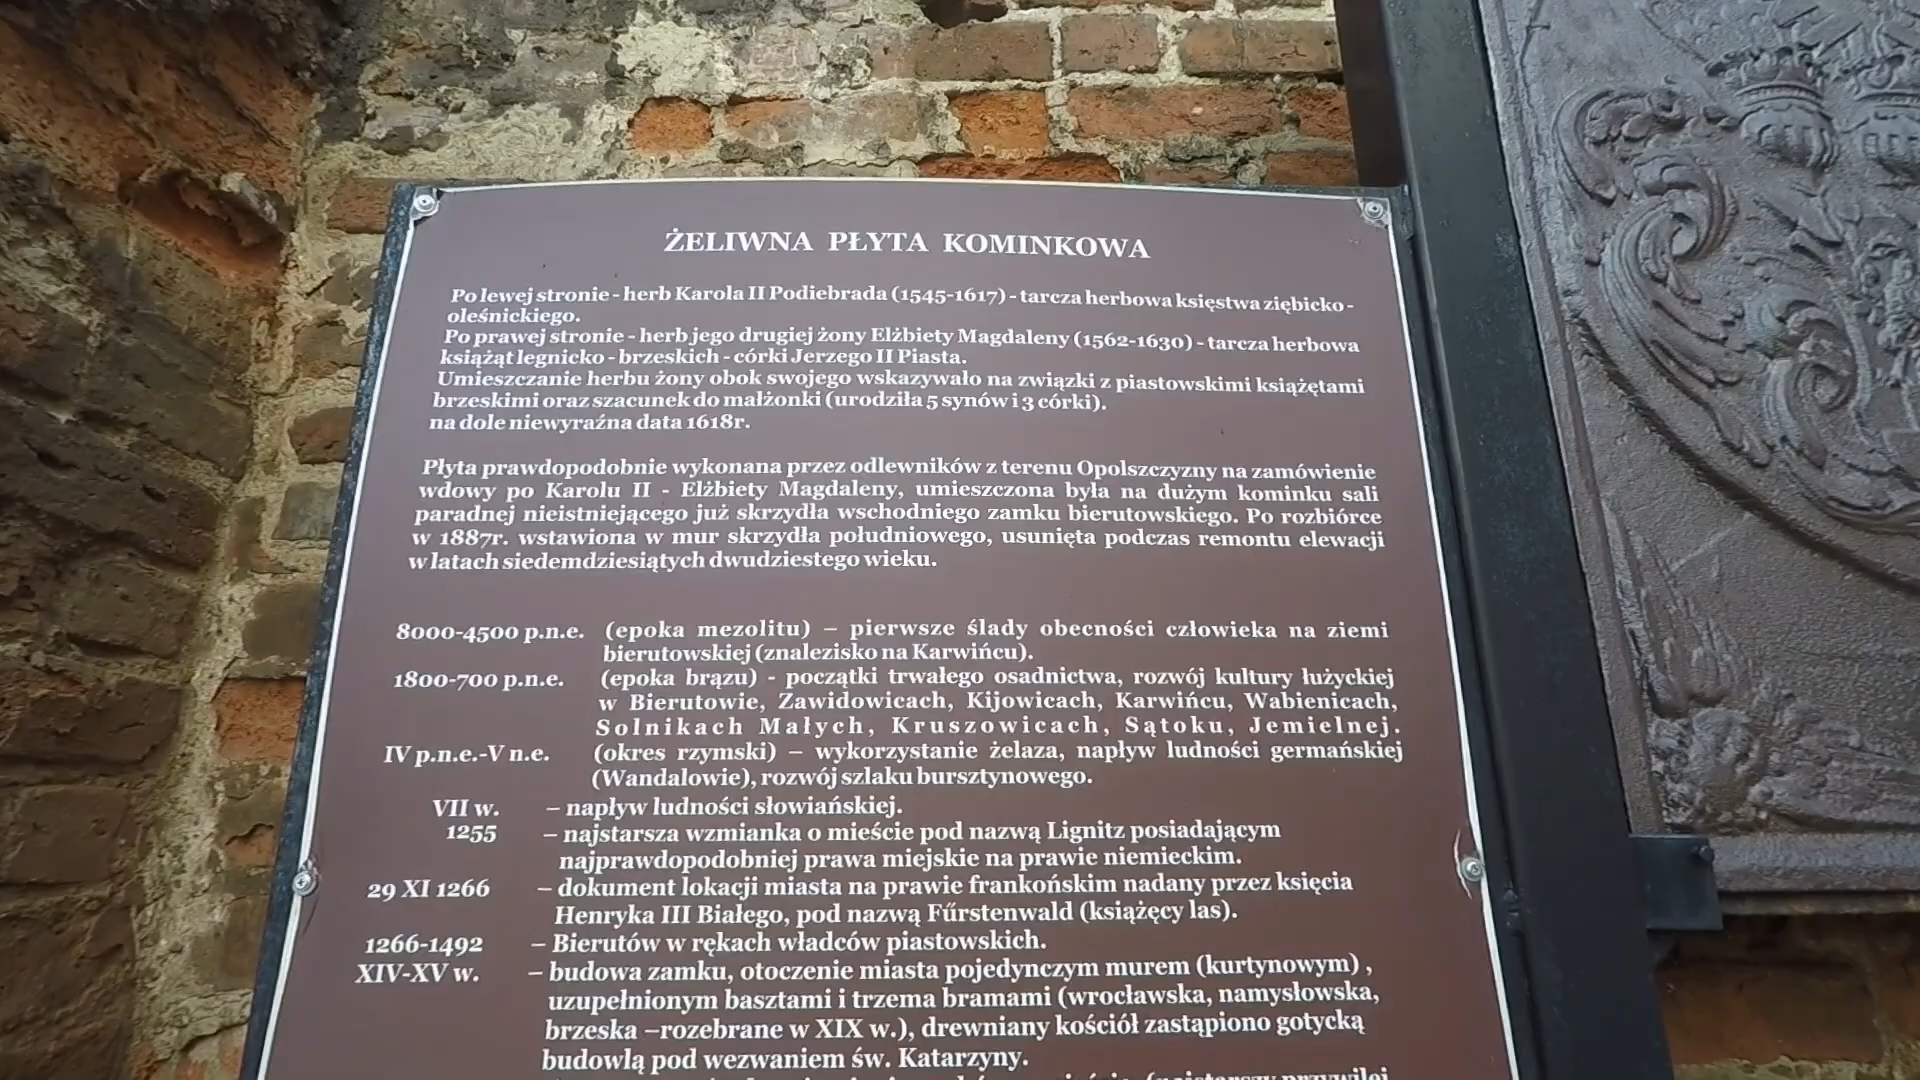 ŻELIWNA PŁYTA KOMINKOWA
Po lewej stronie - herb Karola II Podiebrada (1545-1617) - tarcza herbowa księstwa ziębicko -
oleśnickiego.
Po prawej stronie - herb jego drugiej żony Elżbiety Magdaleny (1562-1630) - tarcza herbowa
książąt legnicko - brzeskich - córki Jerzego II Piasta.
Umieszczanie herbu żony obok swojego wskazywało na związki z piastowskimi książętami
brzeskimi oraz szacunek do małżonki (urodziła 5 synów i 3 córki).
na dole niewyraźna data 1618r.
Płyta prawdopodobnie wykonana przez odlewników z terenu Opolszczyzny na zamówienie
wdowy po Karolu II - Elżbiety Magdaleny, umieszczona była na dużym kominku sali
paradnej nieistniejącego już skrzydła wschodniego zamku bierutowskiego. Po rozbiórce
w 1887r. wstawiona w mur skrzydła południowego, usunięta podczas remontu elewacji
w latach siedemdziesiątych dwudziestego wieku.
8000-4500 p.n.e. (epoka mezolitu) – pierwsze ślady obecności człowieka na ziemi
bierutowskiej (znalezisko na Karwińcu).
1800-700 p.n.e. (epoka brązu) - początki trwałego osadnictwa, rozwój kultury łużyckiej
w Bierutowie, Zawidowicach, Kijowicach, Karwińcu, Wabienicach,
Solnikach Małych, Kruszowicach, Sątoku, Jemielnej.
IV p.n.e.-V n.e. (okres rzymski) – wykorzystanie żelaza, napływ ludności germańskiej
(Wandalowie), rozwój szlaku bursztynowego.
VII w. – napływ ludności słowiańskiej.
1255 – najstarsza wzmianka o mieście pod nazwą Lignitz posiadającym
najprawdopodobniej prawa miejskie na prawie niemieckim.
29 XI 1266 – dokument lokacji miasta na prawie frankońskim nadany przez księcia
Henryka III Białego, pod nazwą Fűrstenwald (książęcy las).
1266-1492 – Bierutów w rękach władców piastowskich.
XIV-XV w. – budowa zamku, otoczenie miasta pojedynczym murem (kurtynowym) ,
uzupełnionym basztami i trzema bramami (wrocławska, namysłowska,
brzeska –rozebrane w XIX w.), drewniany kościół zastąpiono gotycką
budowlą pod wezwaniem św. Katarzyny.